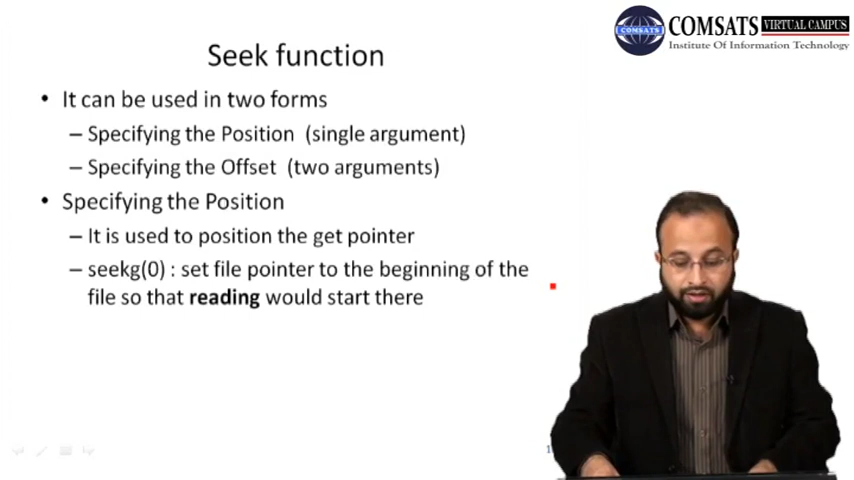 COMSATS VIRTUAL CAMPUS
Institute Of Information Technology
COMSATS
Seek function
• It can be used in two forms
– Specifying the Position (single argument)
– Specifying the Offset (two arguments)
• Specifying the Position
– It is used to position the get pointer
– seekg(0) : set file pointer to the beginning of the
file so that reading would start there